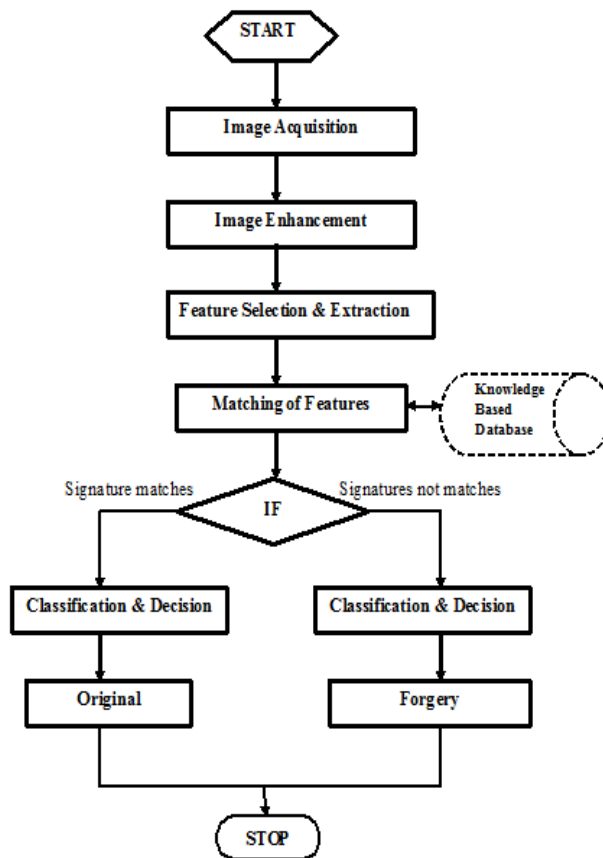 START
Image Acquisition
Image Enhancement
Feature Selection & Extraction
Matching of Features
Knowledge
Based
Database
Signature matches
Signatures not matches
IF
Classification & Decision
Classification & Decision
Original
Forgery
STOP